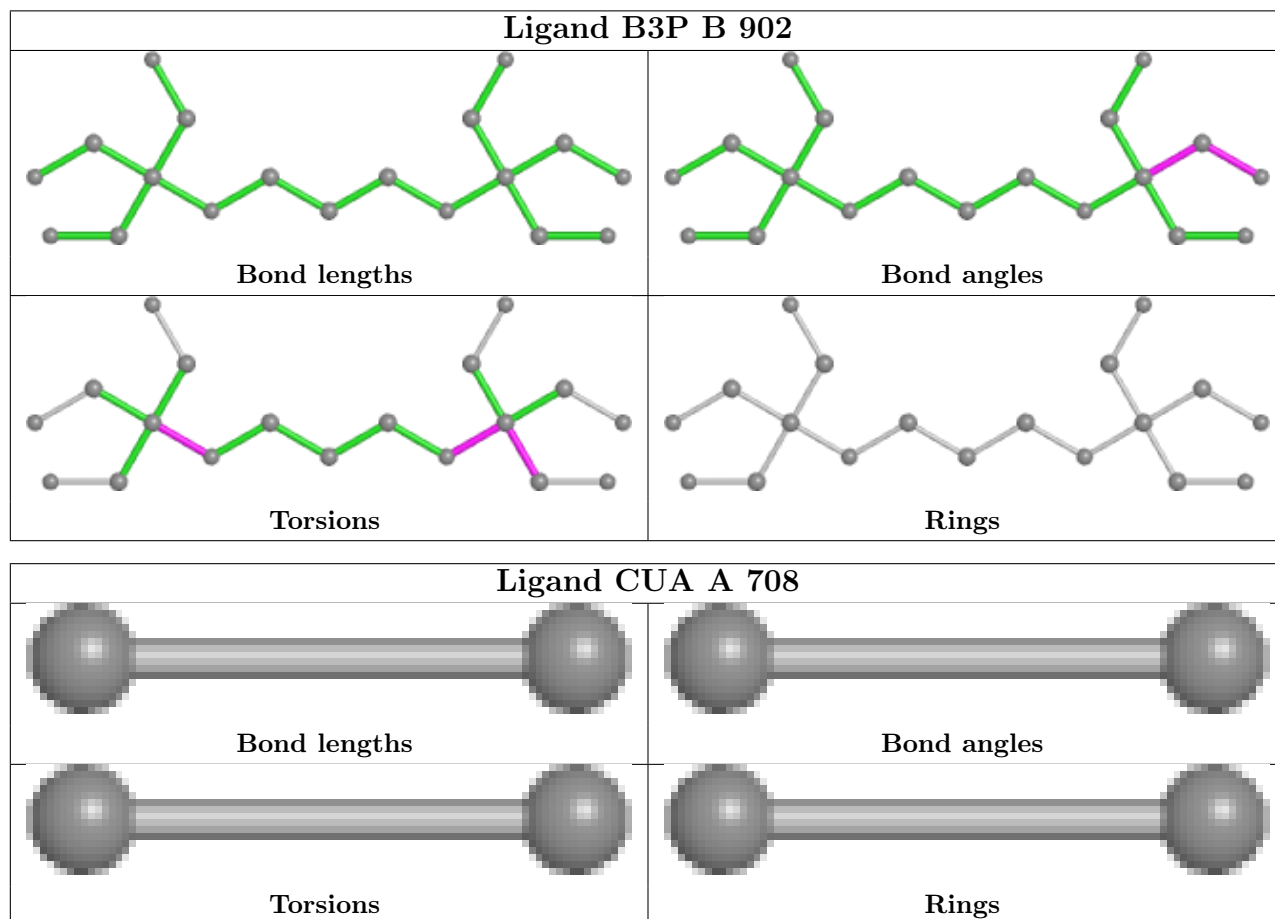 Ligand B3P B 902
Bond lengths
Bond angles
Torsions
Rings
Ligand CUA A 708
Bond lengths
Bond angles
Torsions
Rings